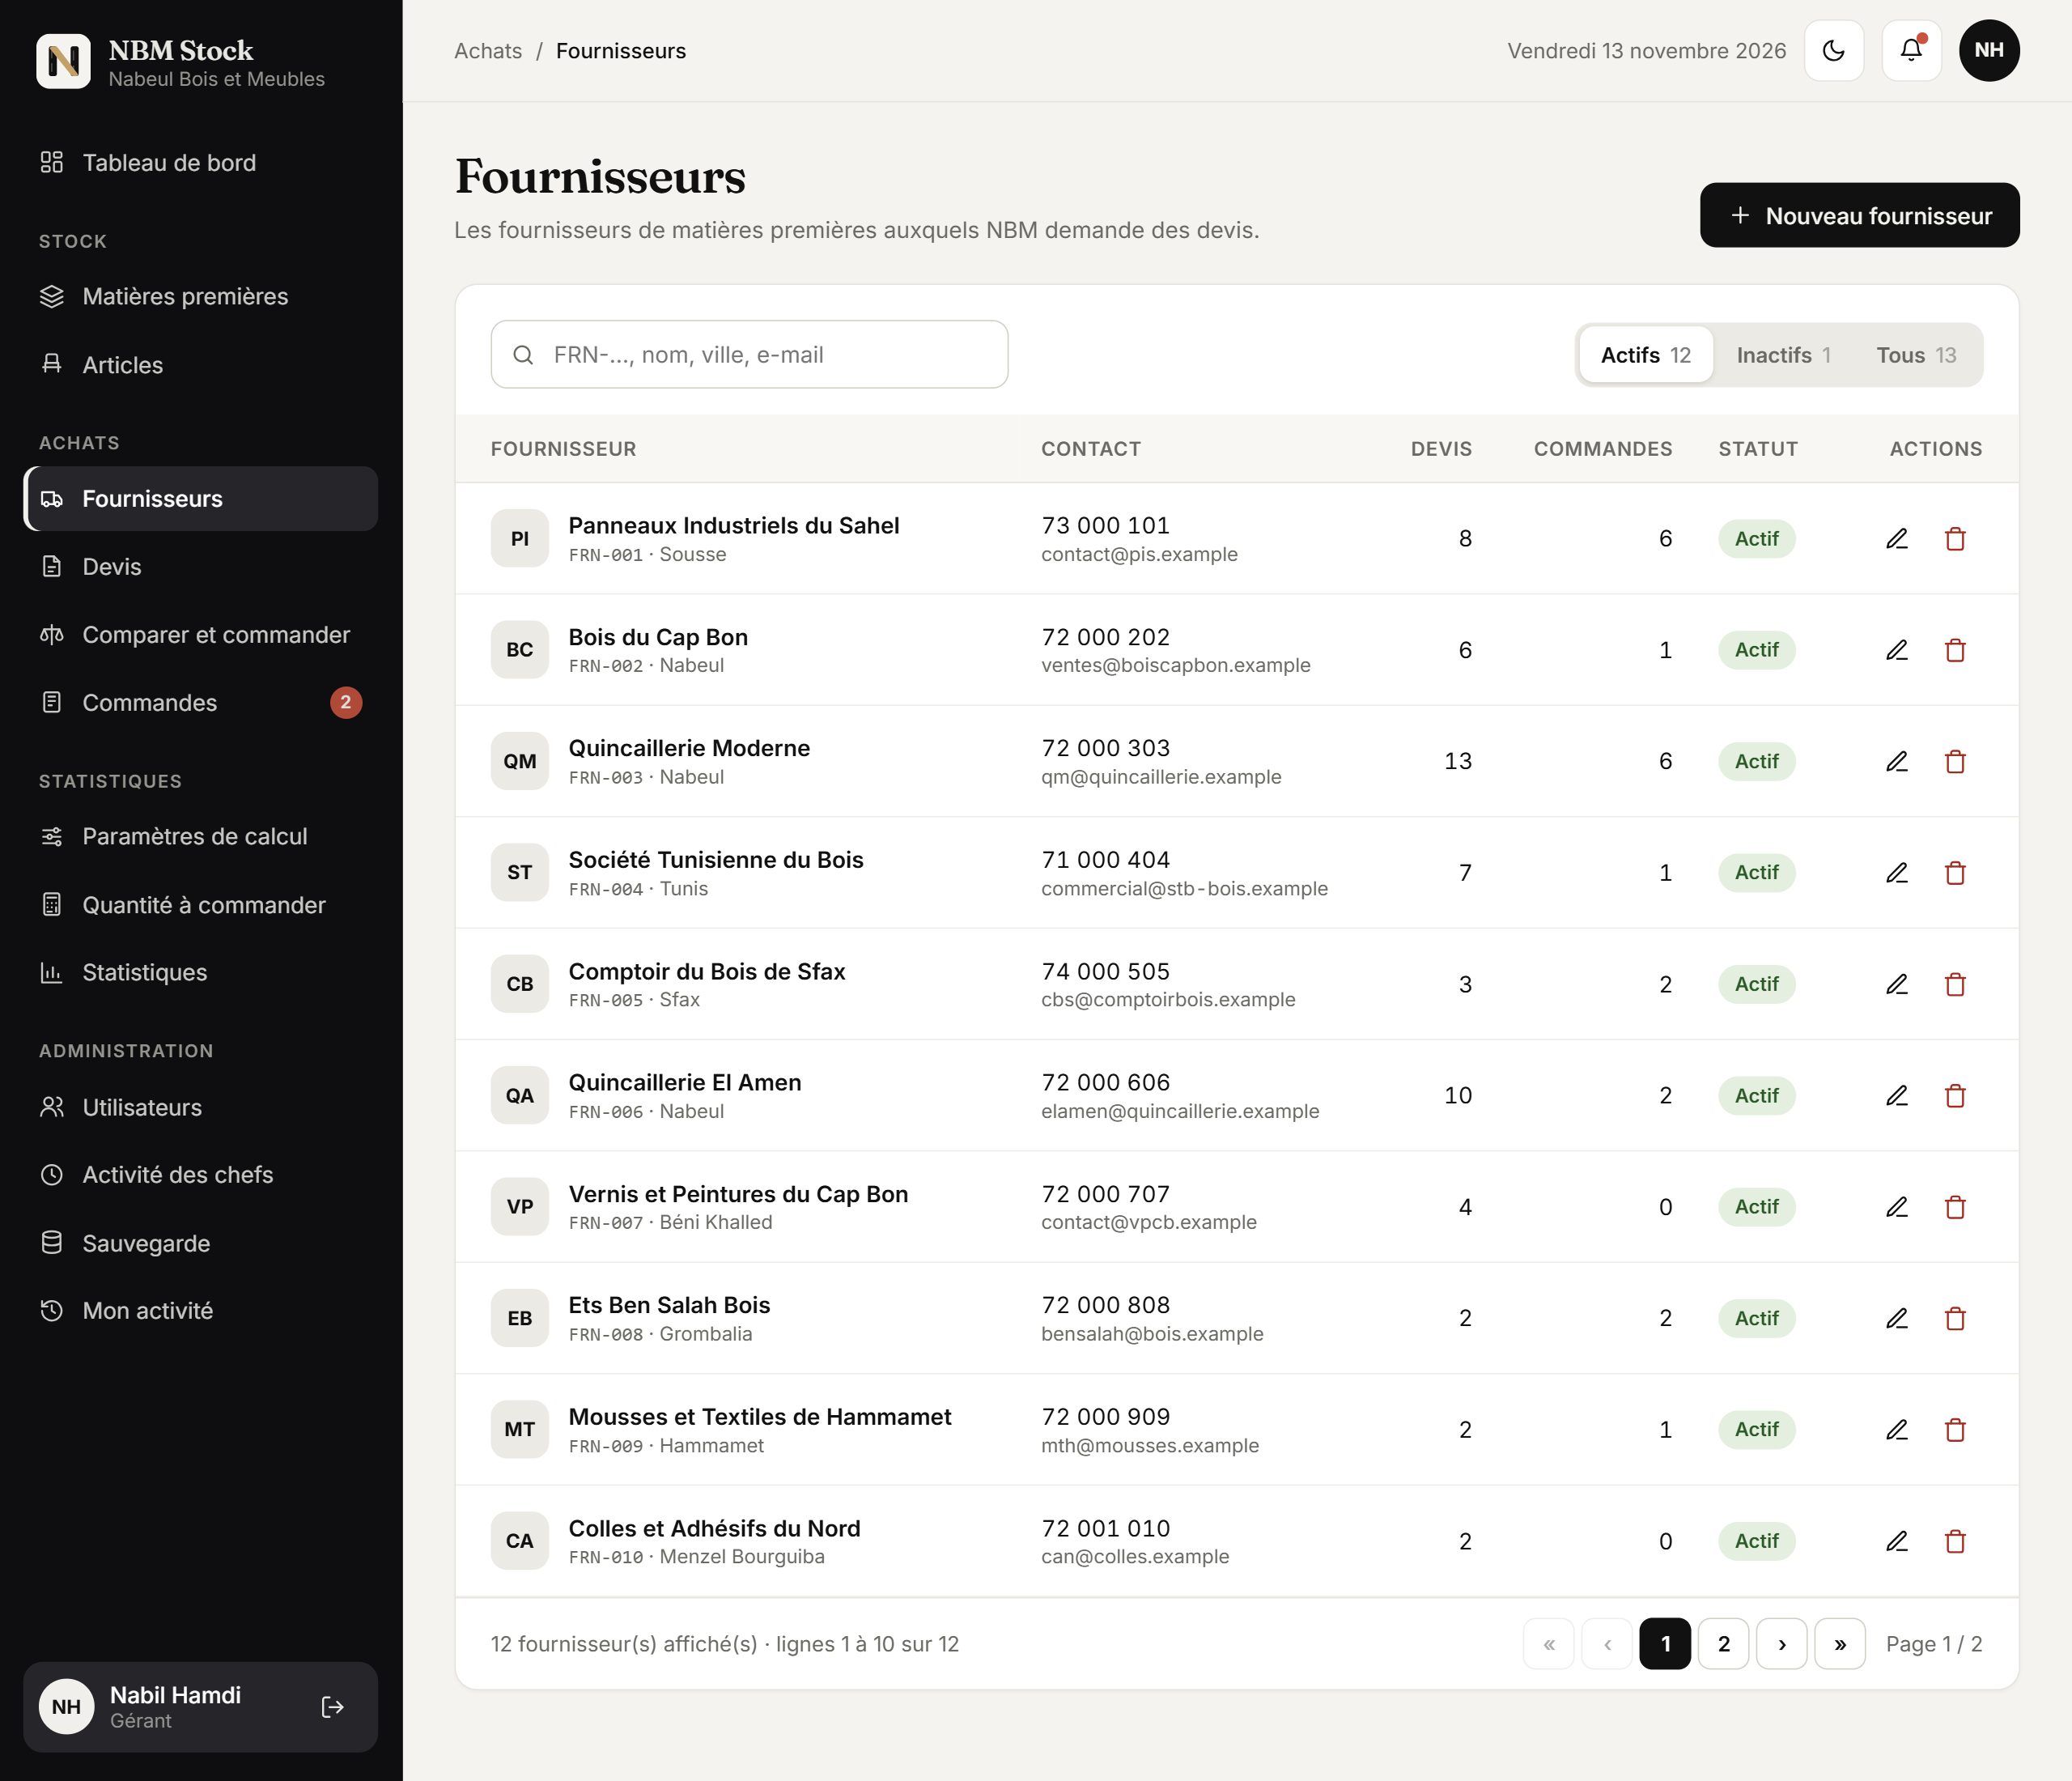 NBM Stock
Nabeul Bois et Meubles
Tableau de bord
STOCK
Matières premières
Articles
ACHATS
Fournisseurs
Devis
Comparer et commander
Commandes 2
STATISTIQUES
Paramètres de calcul
Quantité à commander
Statistiques
ADMINISTRATION
Utilisateurs
Activité des chefs
Sauvegarde
Mon activité
NH
Nabil Hamdi
Gérant
Achats / Fournisseurs
Vendredi 13 novembre 2026
NH
Fournisseurs
Les fournisseurs de matières premières auxquels NBM demande des devis.
+ Nouveau fournisseur
FRN-..., nom, ville, e-mail
Actifs 12 Inactifs 1 Tous 13
FOURNISSEUR CONTACT DEVIS COMMANDES STATUT ACTIONS
PI Panneaux Industriels du Sahel 73 000 101 8 6 Actif
FRN-001 · Sousse contact@pis.example
BC Bois du Cap Bon 72 000 202 6 1 Actif
FRN-002 · Nabeul ventes@boiscapbon.example
QM Quincaillerie Moderne 72 000 303 13 6 Actif
FRN-003 · Nabeul qm@quincaillerie.example
ST Société Tunisienne du Bois 71 000 404 7 1 Actif
FRN-004 · Tunis commercial@stb-bois.example
CB Comptoir du Bois de Sfax 74 000 505 3 2 Actif
FRN-005 · Sfax cbs@comptoirbois.example
QA Quincaillerie El Amen 72 000 606 10 2 Actif
FRN-006 · Nabeul elamen@quincaillerie.example
VP Vernis et Peintures du Cap Bon 72 000 707 4 0 Actif
FRN-007 · Béni Khalled contact@vpcb.example
EB Ets Ben Salah Bois 72 000 808 2 2 Actif
FRN-008 · Grombalia bensalah@bois.example
MT Mousses et Textiles de Hammamet 72 000 909 2 1 Actif
FRN-009 · Hammamet mth@mousses.example
CA Colles et Adhésifs du Nord 72 001 010 2 0 Actif
FRN-010 · Menzel Bourguiba can@colles.example
12 fournisseur(s) affiché(s) · lignes 1 à 10 sur 12
« ‹ 1 2 › » Page 1 / 2